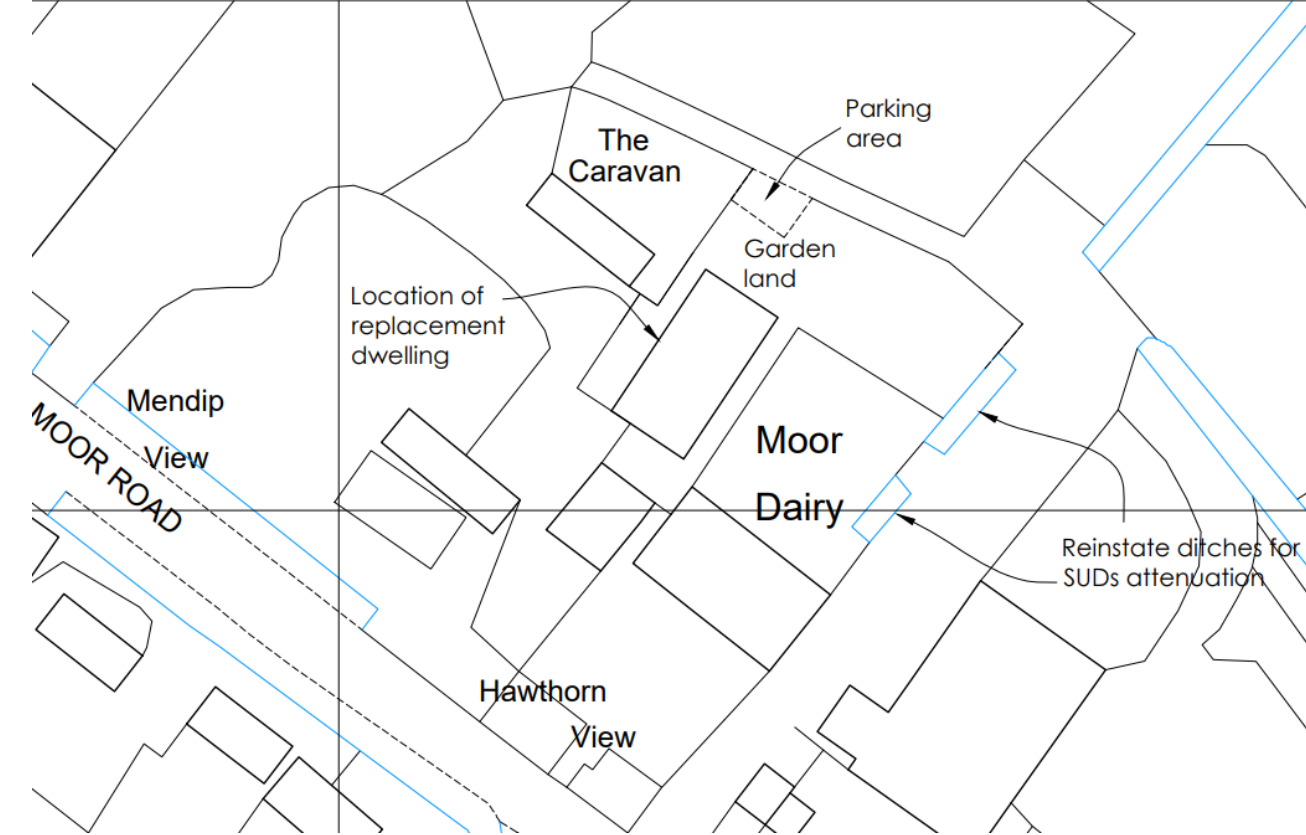 Parking
area
The
Caravan
Garden
land
Location of
replacement
dwelling
Mendip
View
MOOR ROAD
Moor
Dairy
Reinstate ditches for
SUDs attenuation
Hawthorn
View